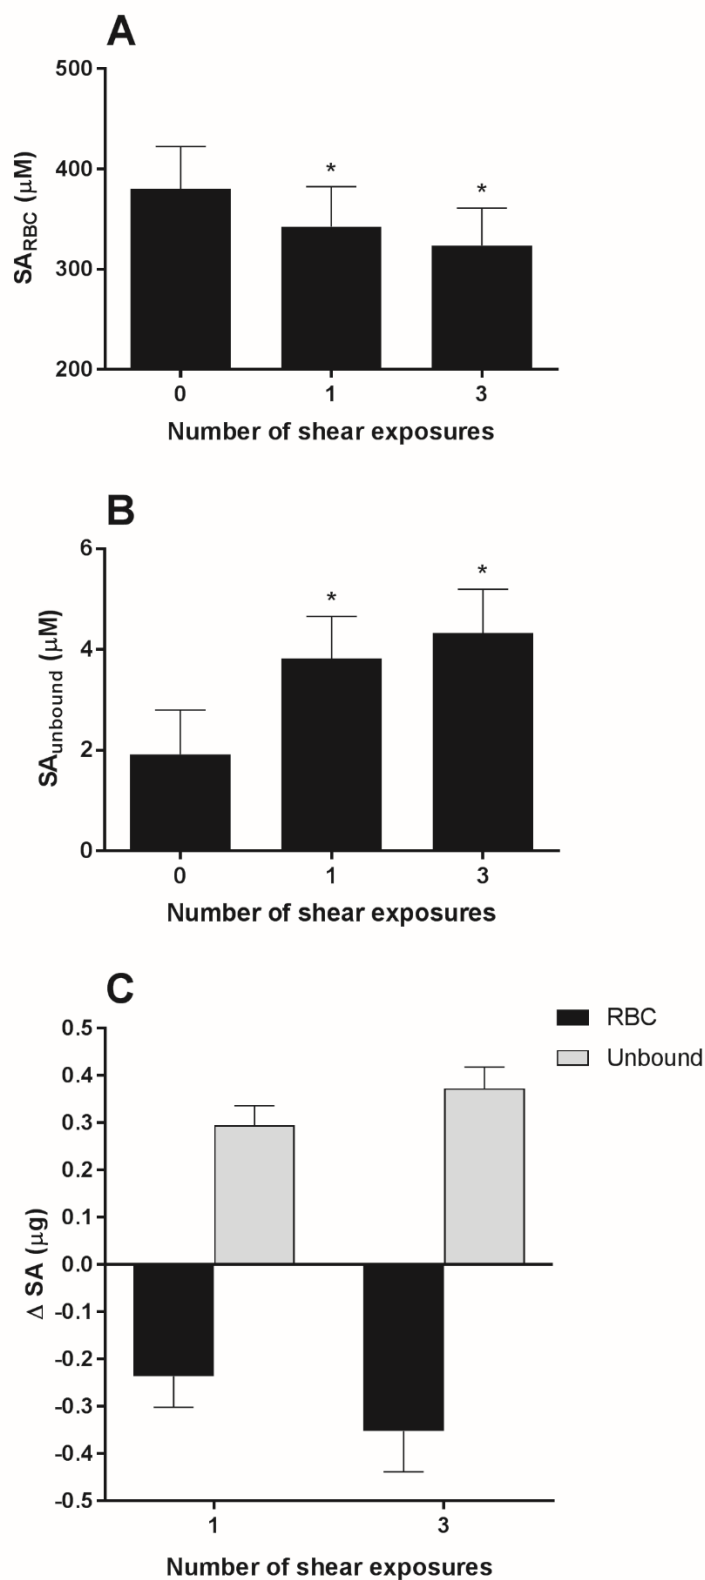 A
500
400
300
200
SA_RBC (μM)
*
*
0 1 3
Number of shear exposures
B
6
4
2
0
SA_unbound (μM)
*
*
0 1 3
Number of shear exposures
C
RBC
Unbound
0.5
0.4
0.3
0.2
0.1
0.0
-0.1
-0.2
-0.3
-0.4
-0.5
Δ SA (μg)
1 3
Number of shear exposures